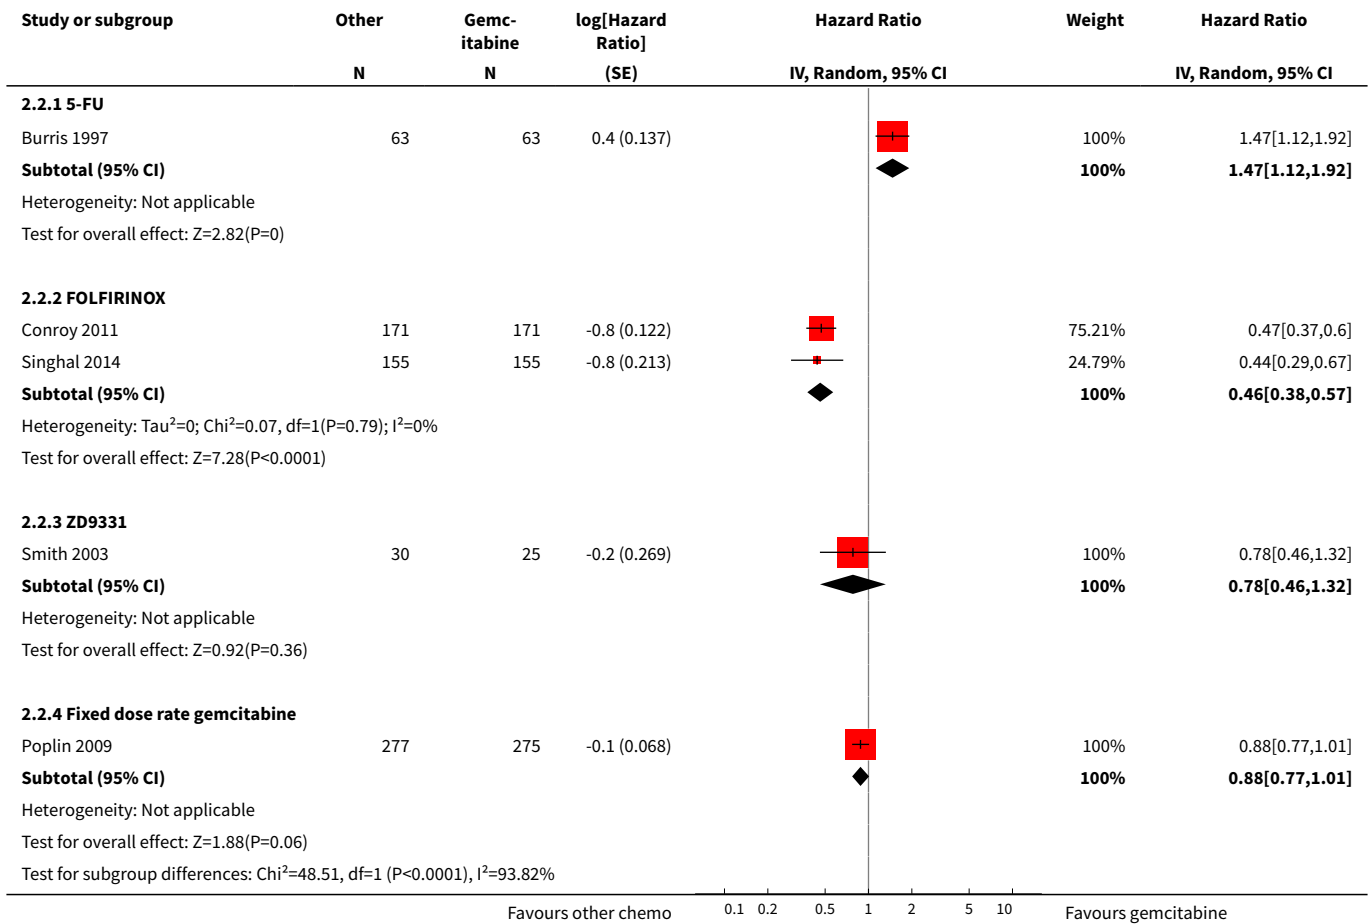 Study or subgroup Other Gemc- log[Hazard Hazard Ratio Weight Hazard Ratio
itabine Ratio]
N N (SE) IV, Random, 95% CI IV, Random, 95% CI
2.2.1 5-FU
Burris 1997 63 63 0.4 (0.137) 100% 1.47[1.12,1.92]
Subtotal (95% CI) 100% 1.47[1.12,1.92]
Heterogeneity: Not applicable
Test for overall effect: Z=2.82(P=0)
2.2.2 FOLFIRINOX
Conroy 2011 171 171 -0.8 (0.122) 75.21% 0.47[0.37,0.6]
Singhal 2014 155 155 -0.8 (0.213) 24.79% 0.44[0.29,0.67]
Subtotal (95% CI) 100% 0.46[0.38,0.57]
Heterogeneity: Tau²=0; Chi²=0.07, df=1(P=0.79); I²=0%
Test for overall effect: Z=7.28(P<0.0001)
2.2.3 ZD9331
Smith 2003 30 25 -0.2 (0.269) 100% 0.78[0.46,1.32]
Subtotal (95% CI) 100% 0.78[0.46,1.32]
Heterogeneity: Not applicable
Test for overall effect: Z=0.92(P=0.36)
2.2.4 Fixed dose rate gemcitabine
Poplin 2009 277 275 -0.1 (0.068) 100% 0.88[0.77,1.01]
Subtotal (95% CI) 100% 0.88[0.77,1.01]
Heterogeneity: Not applicable
Test for overall effect: Z=1.88(P=0.06)
Test for subgroup differences: Chi²=48.51, df=1 (P<0.0001), I²=93.82%
Favours other chemo 0.1 0.2 0.5 1 2 5 10 Favours gemcitabine